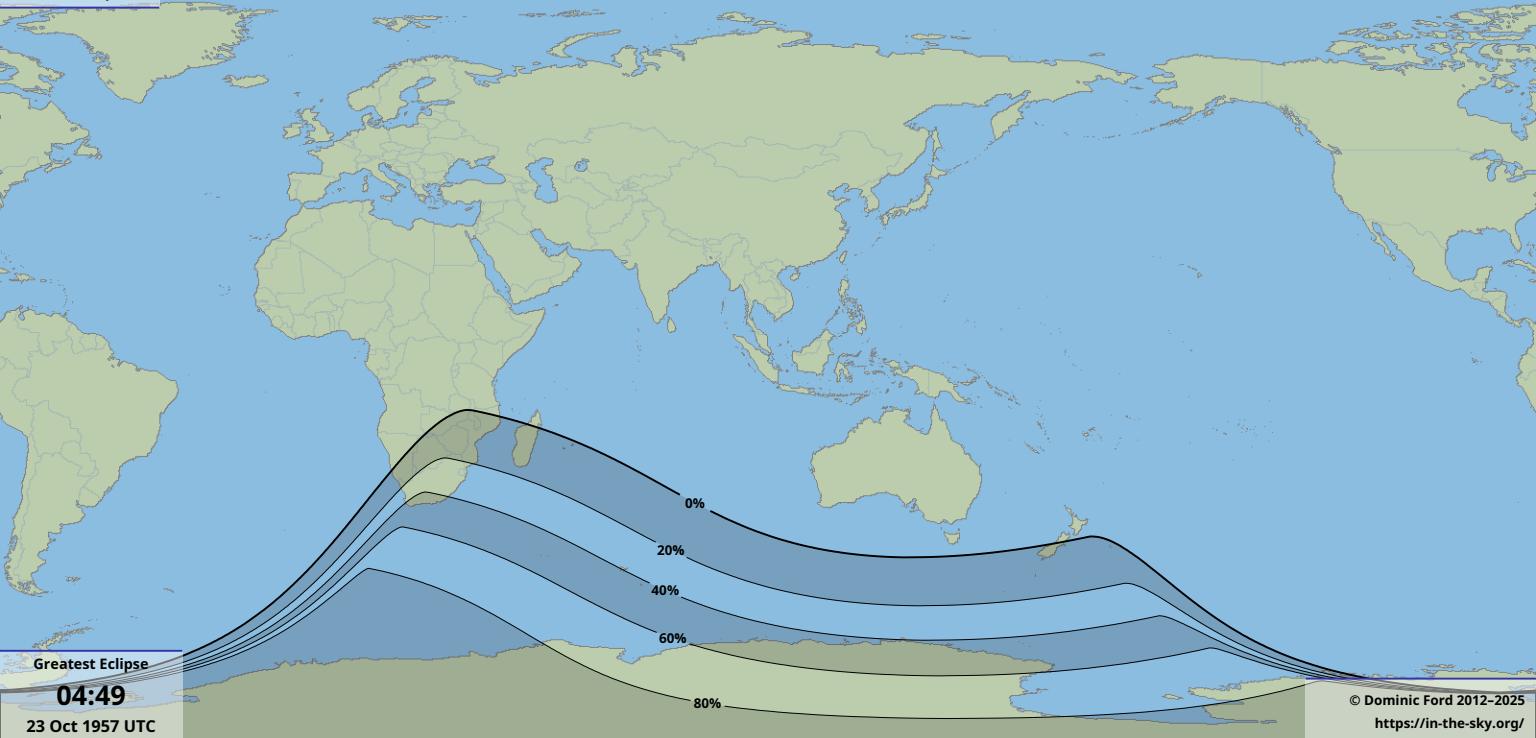 0%
20%
40%
60%
80%
Greatest Eclipse
04:49
23 Oct 1957 UTC
© Dominic Ford 2012–2025
https://in-the-sky.org/